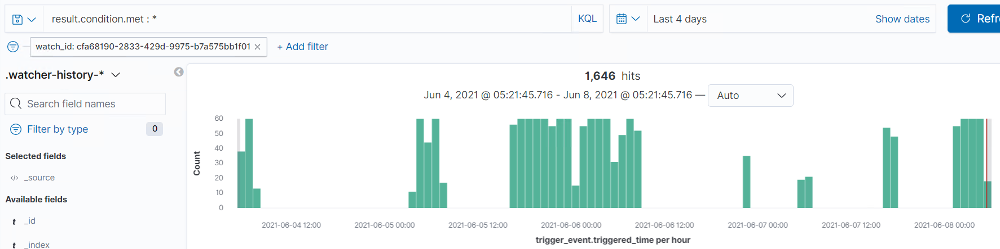 result.condition.met : *
KQL
Last 4 days
Show dates
Refr
watch_id: cfa68190-2833-429d-9975-b7a575bb1f01 ×
+ Add filter
.watcher-history-*
Search field names
Filter by type
0
Selected fields
</> _source
Available fields
t _id
t _index
1,646 hits
Jun 4, 2021 @ 05:21:45.716 - Jun 8, 2021 @ 05:21:45.716 —
Auto
Count
60
50
40
30
20
10
0
2021-06-04 12:00
2021-06-05 00:00
2021-06-05 12:00
2021-06-06 00:00
2021-06-06 12:00
2021-06-07 00:00
2021-06-07 12:00
2021-06-08 00:00
trigger_event.triggered_time per hour